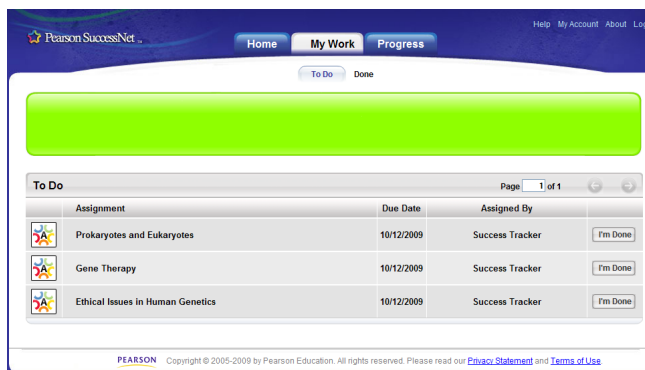 Help My Account About Log
Pearson SuccessNet
Home My Work Progress
To Do Done
To Do Page 1 of 1
Assignment Due Date Assigned By
A Prokaryotes and Eukaryotes 10/12/2009 Success Tracker I'm Done
A Gene Therapy 10/12/2009 Success Tracker I'm Done
A Ethical Issues in Human Genetics 10/12/2009 Success Tracker I'm Done
PEARSON Copyright © 2005-2009 by Pearson Education. All rights reserved. Please read our Privacy Statement and Terms of Use.